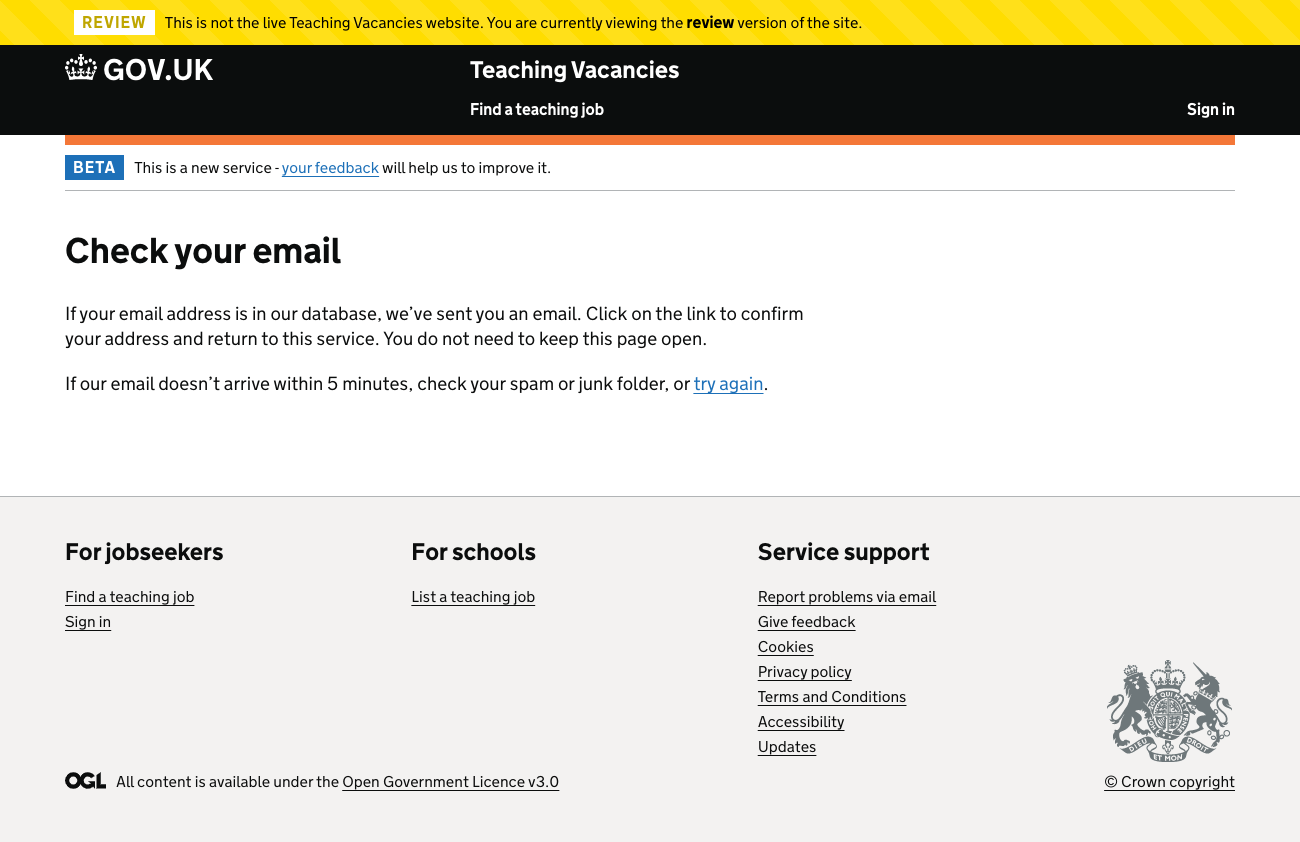 REVIEW This is not the live Teaching Vacancies website. You are currently viewing the review version of the site.
GOV.UK Teaching Vacancies
Find a teaching job Sign in
BETA This is a new service - your feedback will help us to improve it.
Check your email
If your email address is in our database, we’ve sent you an email. Click on the link to confirm
your address and return to this service. You do not need to keep this page open.
If our email doesn’t arrive within 5 minutes, check your spam or junk folder, or try again.
For jobseekers
Find a teaching job
Sign in
For schools
List a teaching job
Service support
Report problems via email
Give feedback
Cookies
Privacy policy
Terms and Conditions
Accessibility
Updates
DIEU ET MON DROIT
OGL All content is available under the Open Government Licence v3.0
© Crown copyright